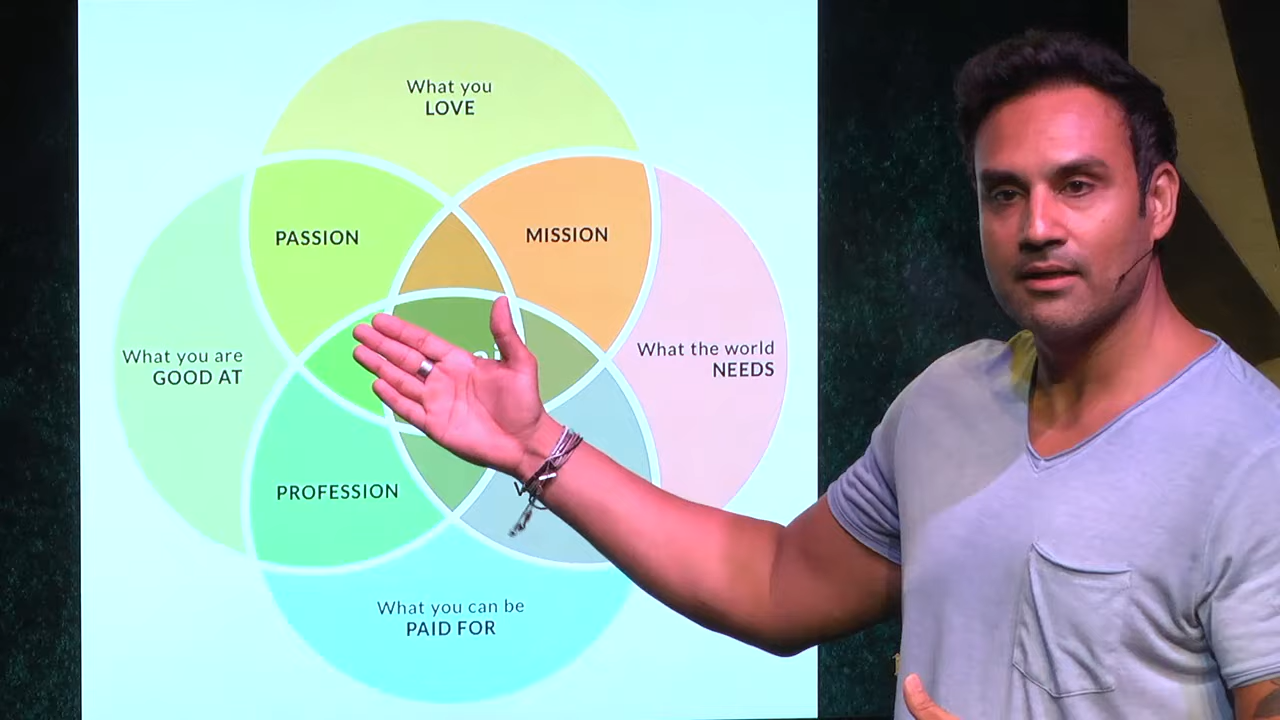 What you
LOVE
PASSION
MISSION
What you are
GOOD AT
What the world
NEEDS
PROFESSION
What you can be
PAID FOR